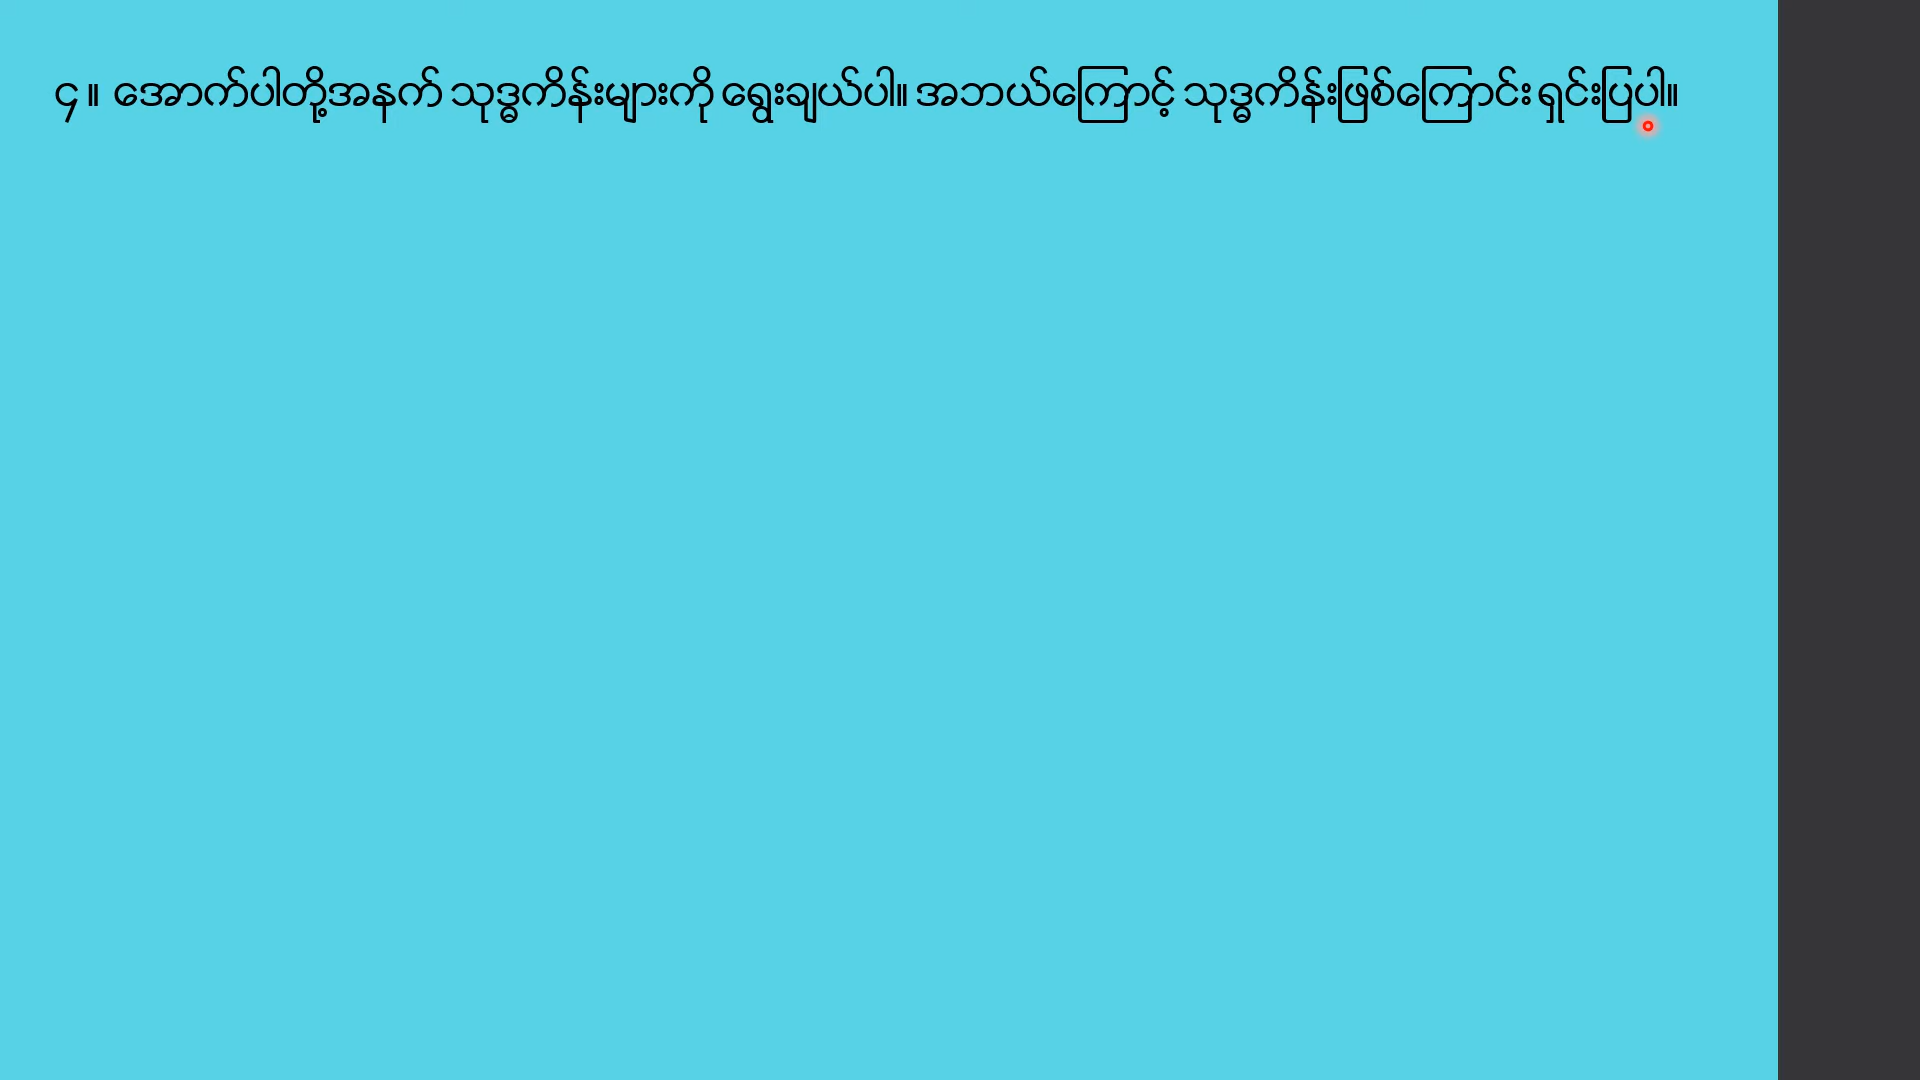 ၄ ။ အောက်ပါတို့အနက် သုဒ္ဓကိန်းများကို ရွေးချယ်ပါ။ အဘယ်ကြောင့် သုဒ္ဓကိန်းဖြစ်ကြောင်း ရှင်းပြပါ။